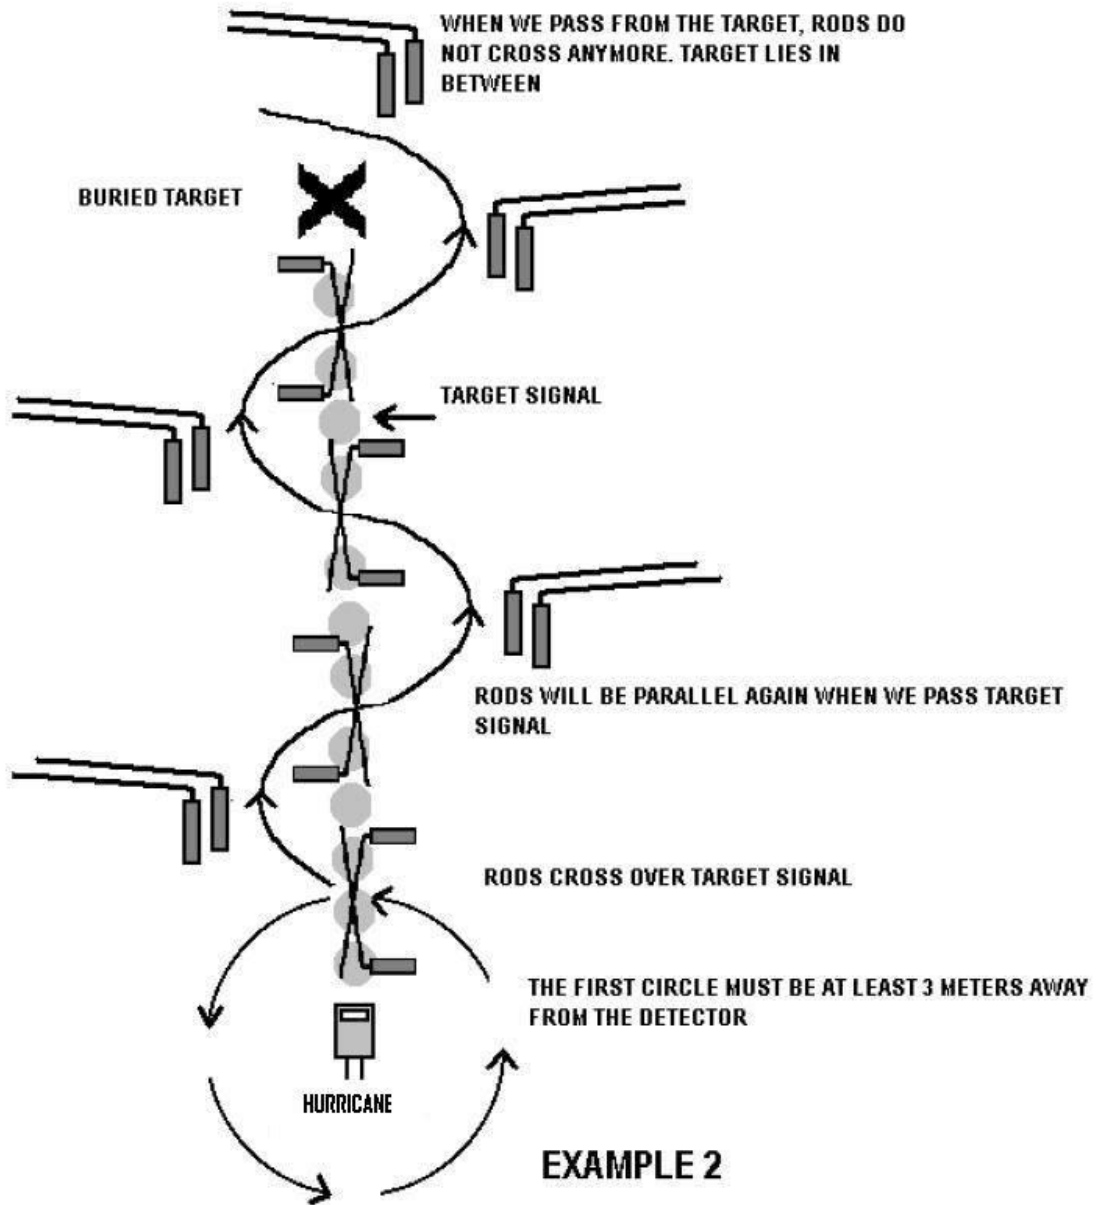 WHEN WE PASS FROM THE TARGET, RODS DO
NOT CROSS ANYMORE. TARGET LIES IN
BETWEEN
BURIED TARGET
TARGET SIGNAL
RODS WILL BE PARALLEL AGAIN WHEN WE PASS TARGET
SIGNAL
RODS CROSS OVER TARGET SIGNAL
THE FIRST CIRCLE MUST BE AT LEAST 3 METERS AWAY
FROM THE DETECTOR
HURRICANE
EXAMPLE 2